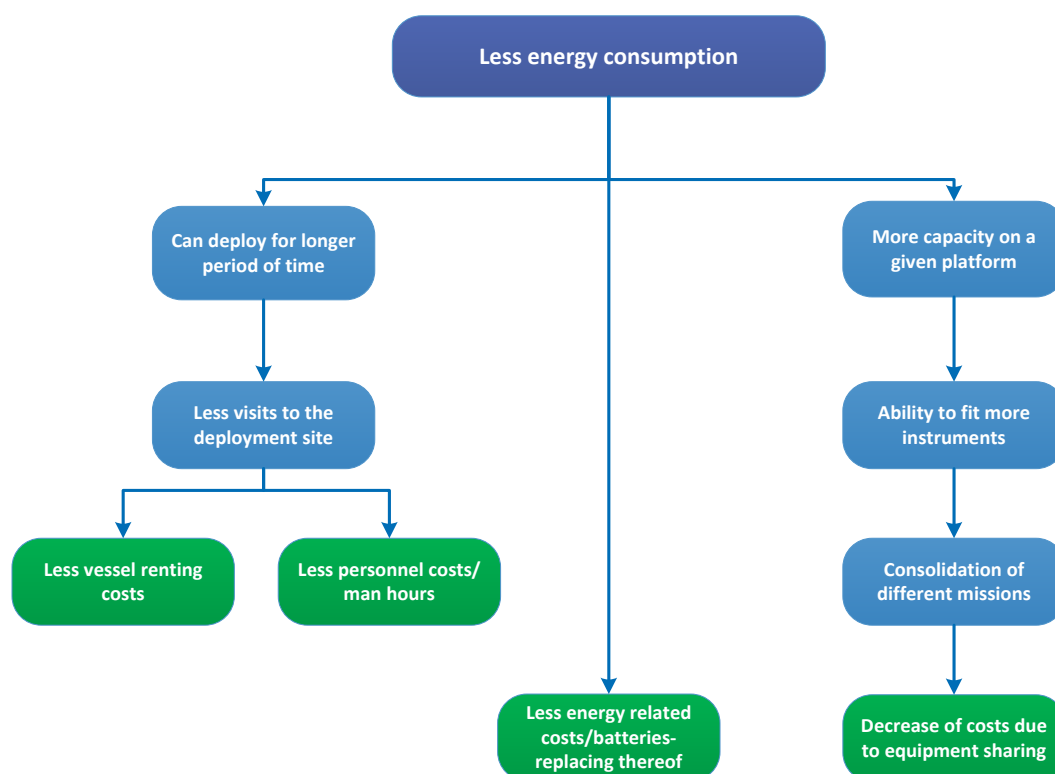 Less energy consumption
Can deploy for longer
period of time
More capacity on a
given platform
Less visits to the
deployment site
Ability to fit more
instruments
Less vessel renting
costs
Less personnel costs/
man hours
Consolidation of
different missions
Less energy related
costs/batteries-
replacing thereof
Decrease of costs due
to equipment sharing